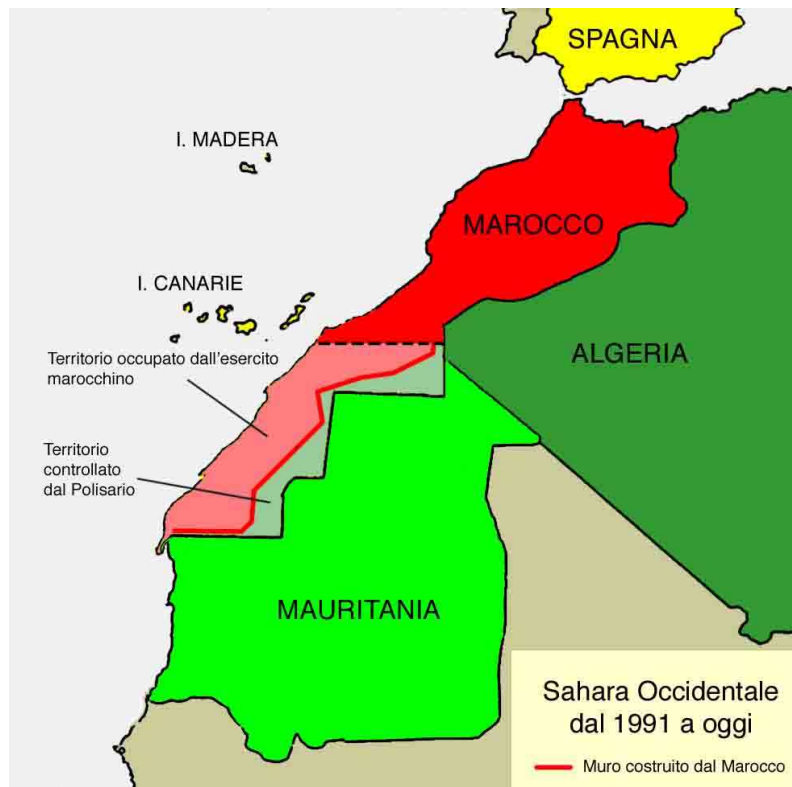 SPAGNA
I. MADERA
MAROCCO
I. CANARIE
Territorio occupato dall'esercito
marocchino
ALGERIA
Territorio
controllato
dal Polisario
MAURITANIA
Sahara Occidentale
dal 1991 a oggi
Muro costruito dal Marocco